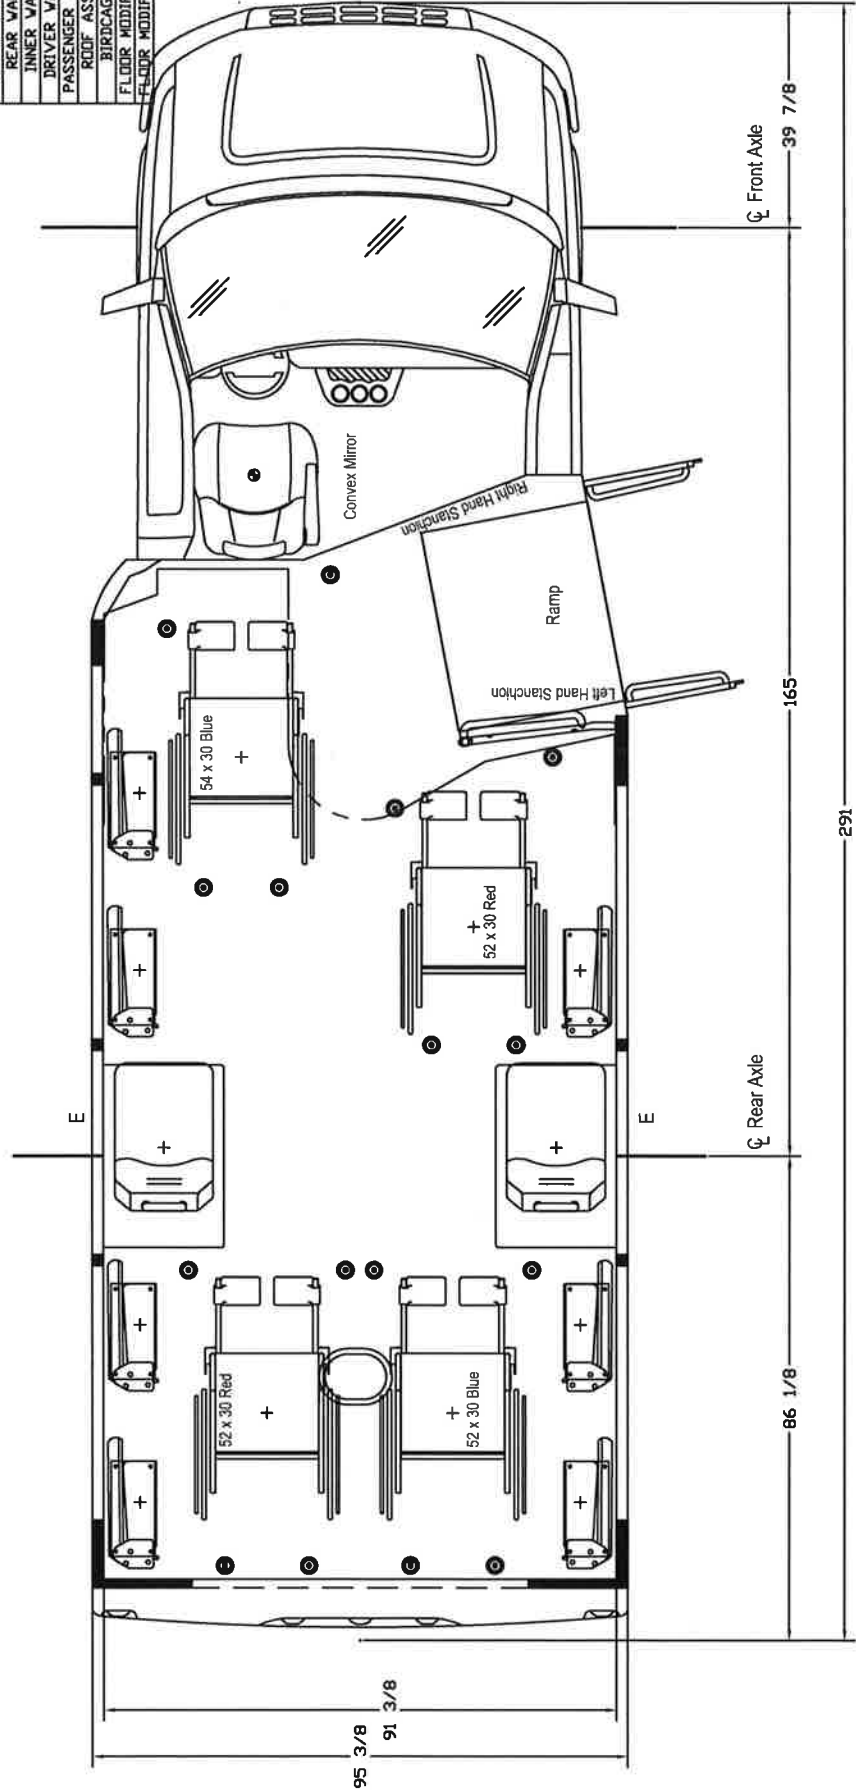 REAR WA
INNER WA
DRIVER W
PASSENGER
ROOF ASS
BIRDCAG
FLOOR MODIF
FLOOR MODIF
39 7/8
℄ Front Axle
Convex Mirror
Right Hand Stanchion
Ramp
Left Hand Stanchion
165
54 x 30 Blue
291
52 x 30 Red
E
E
℄ Rear Axle
52 x 30 Red
52 x 30 Blue
86 1/8
91 3/8
95 3/8